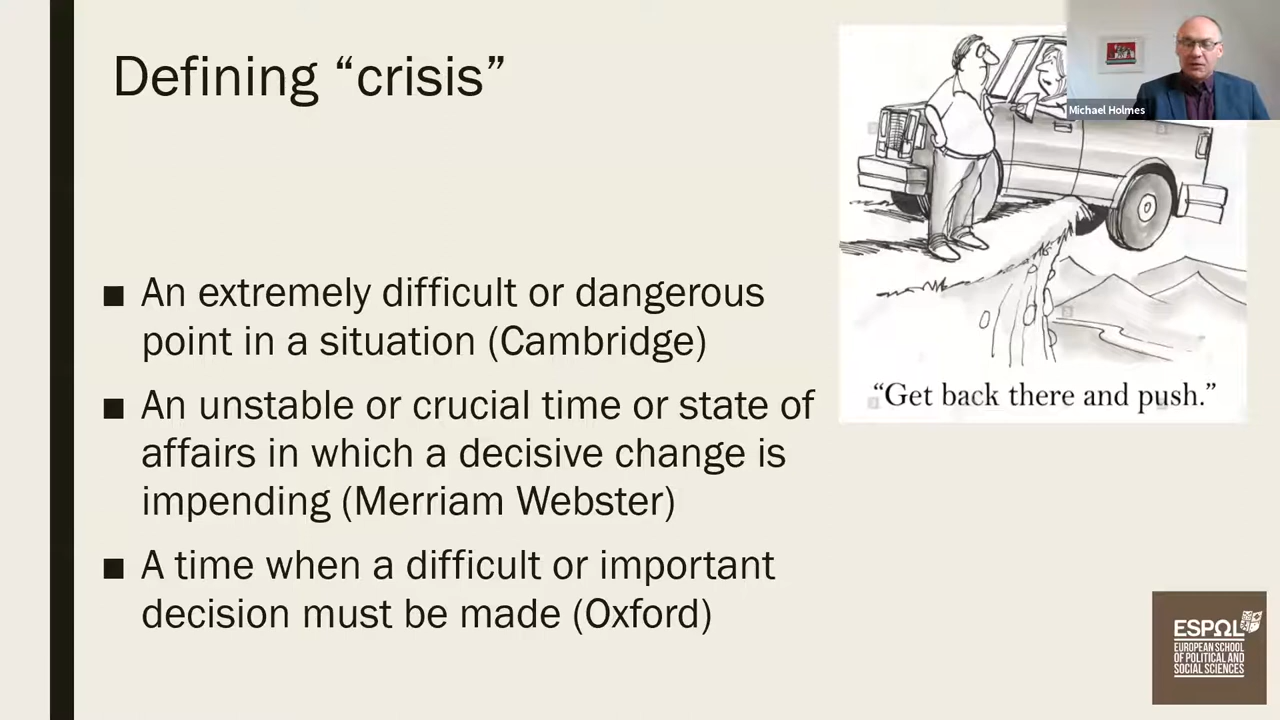 Defining “crisis”
Michael Holmes
■ An extremely difficult or dangerous
point in a situation (Cambridge)
■ An unstable or crucial time or state of
affairs in which a decisive change is
impending (Merriam Webster)
■ A time when a difficult or important
decision must be made (Oxford)
“Get back there and push.”
ESPΩL
EUROPEAN SCHOOL
OF POLITICAL AND
SOCIAL SCIENCES